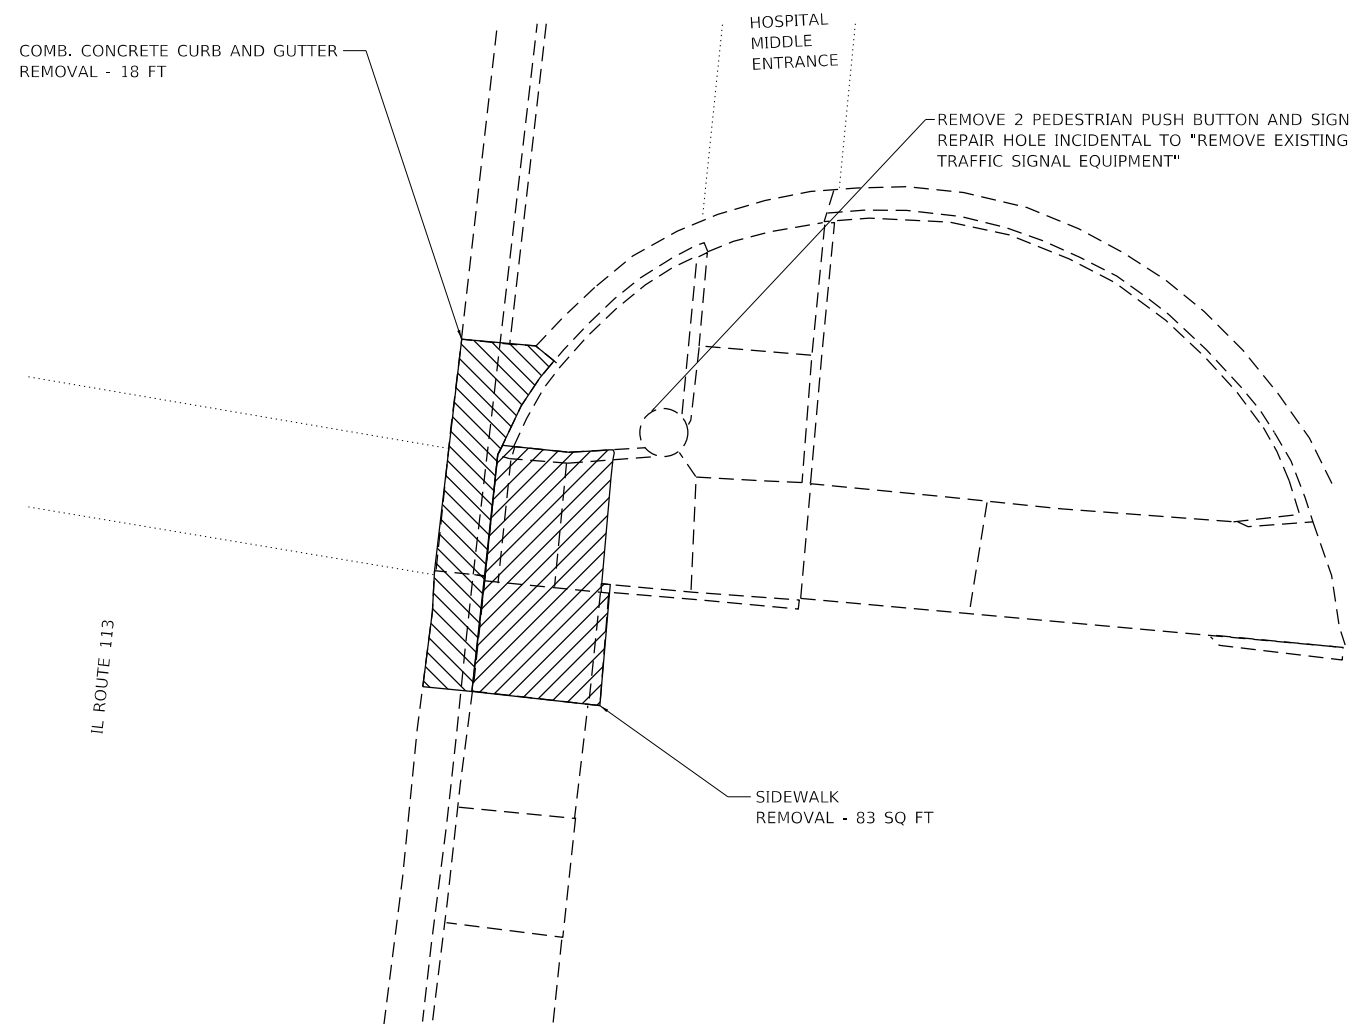 HOSPITAL
MIDDLE
ENTRANCE
COMB. CONCRETE CURB AND GUTTER
REMOVAL - 18 FT
REMOVE 2 PEDESTRIAN PUSH BUTTON AND SIGN
REPAIR HOLE INCIDENTAL TO "REMOVE EXISTING
TRAFFIC SIGNAL EQUIPMENT"
IL ROUTE 113
SIDEWALK
REMOVAL - 83 SQ FT